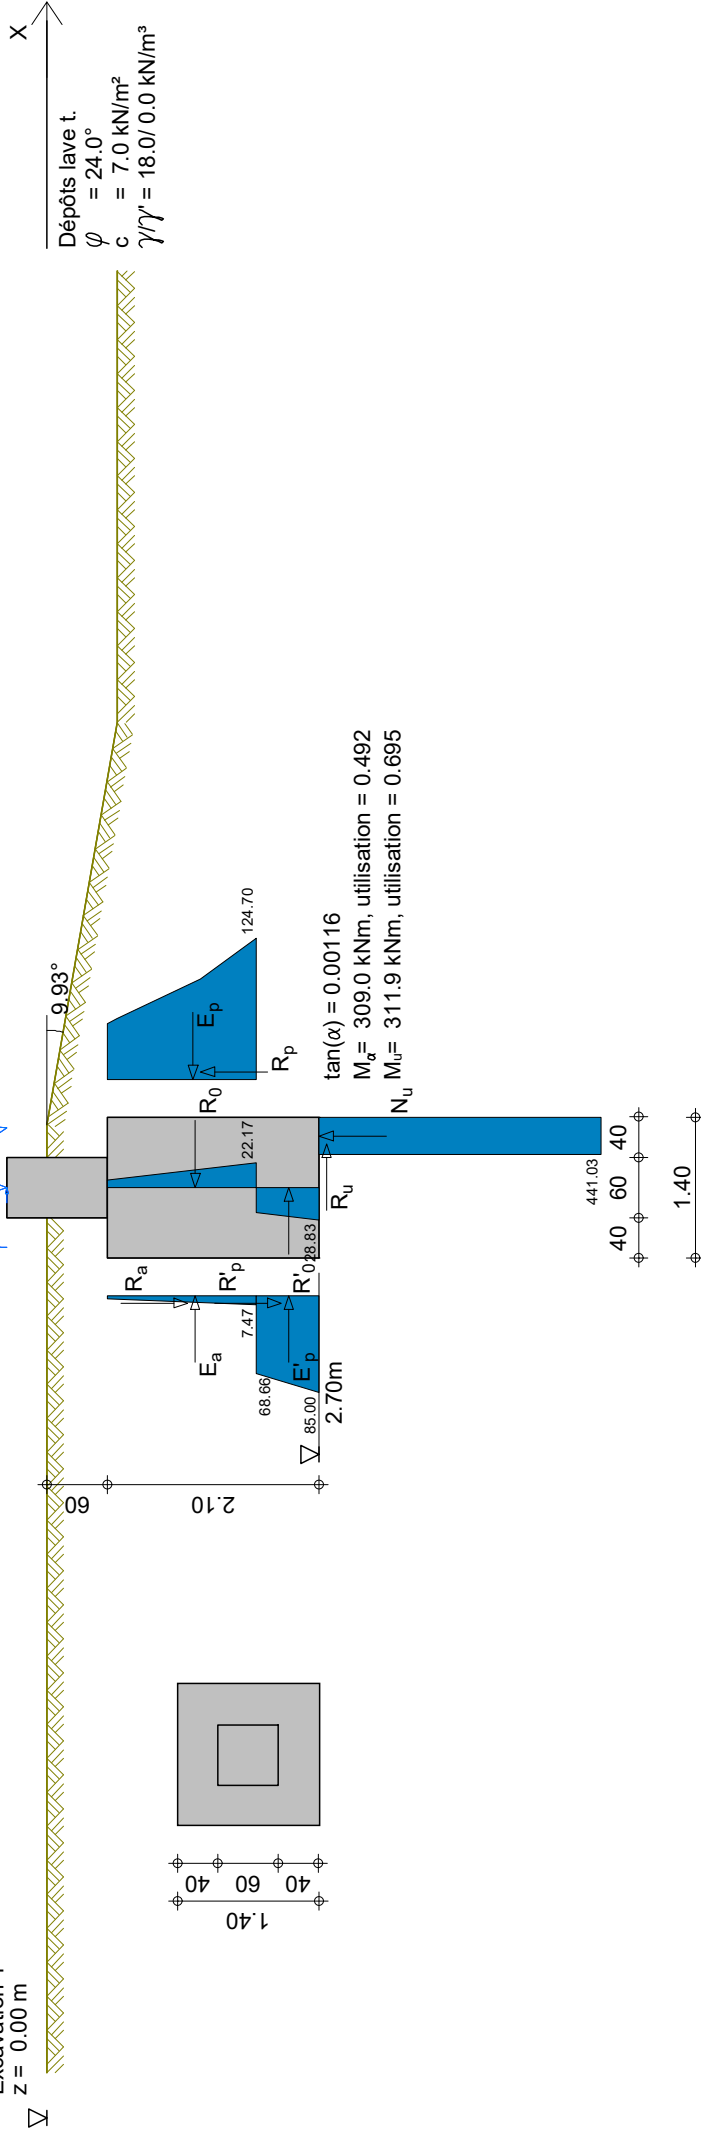 Excavation 1
z = 0.00 m
X
Dépôts lave t.
φ = 24.0°
c = 7.0 kN/m²
γ/γ' = 18.0/ 0.0 kN/m³
9.93°
60
2.10
2.70m
R_a
E_a
R'_p
7.47
68.66
E'_p
85.00
R'_0
28.83
R_0
22.17
R_u
N_u
441.03
E_p
R_p
124.70
tan(α) = 0.00116
M_α= 309.0 kNm, utilisation = 0.492
M_u= 311.9 kNm, utilisation = 0.695
40
60
40
1.40
40
60
40
1.40